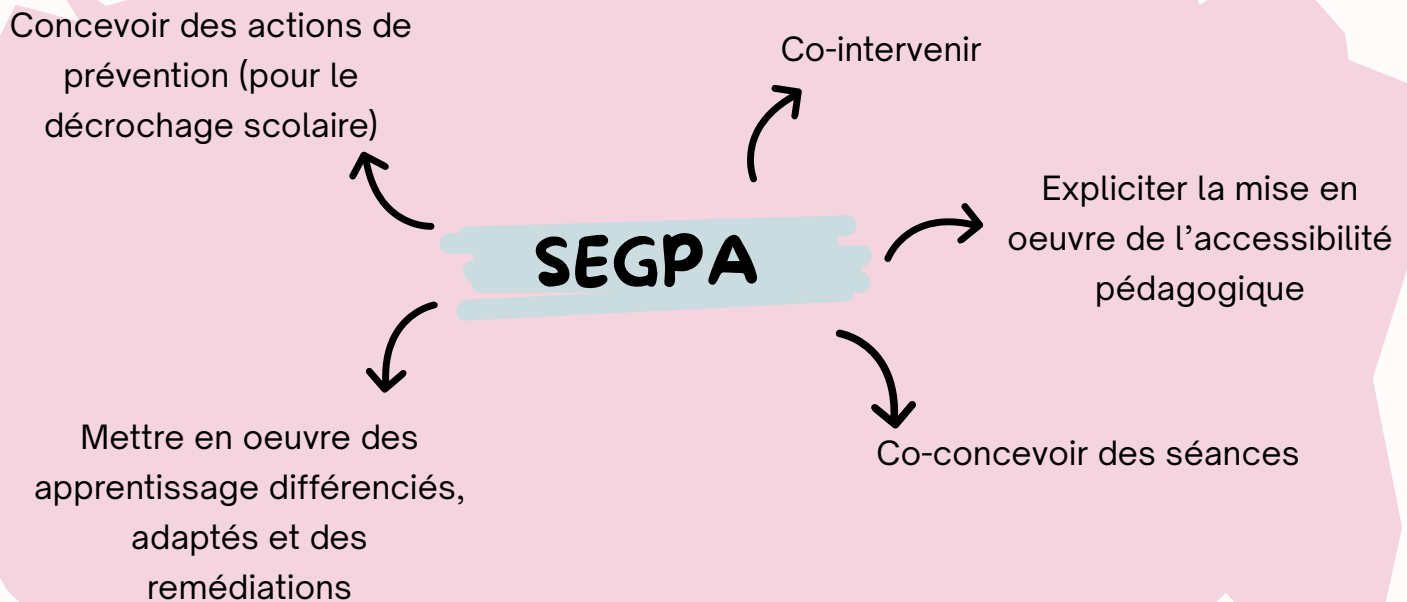 Concevoir des actions de
prévention (pour le
décrochage scolaire)
Co-intervenir
Expliciter la mise en
oeuvre de l'accessibilité
pédagogique
SEGPA
Mettre en oeuvre des
apprentissage différenciés,
adaptés et des
remédiations
Co-concevoir des séances